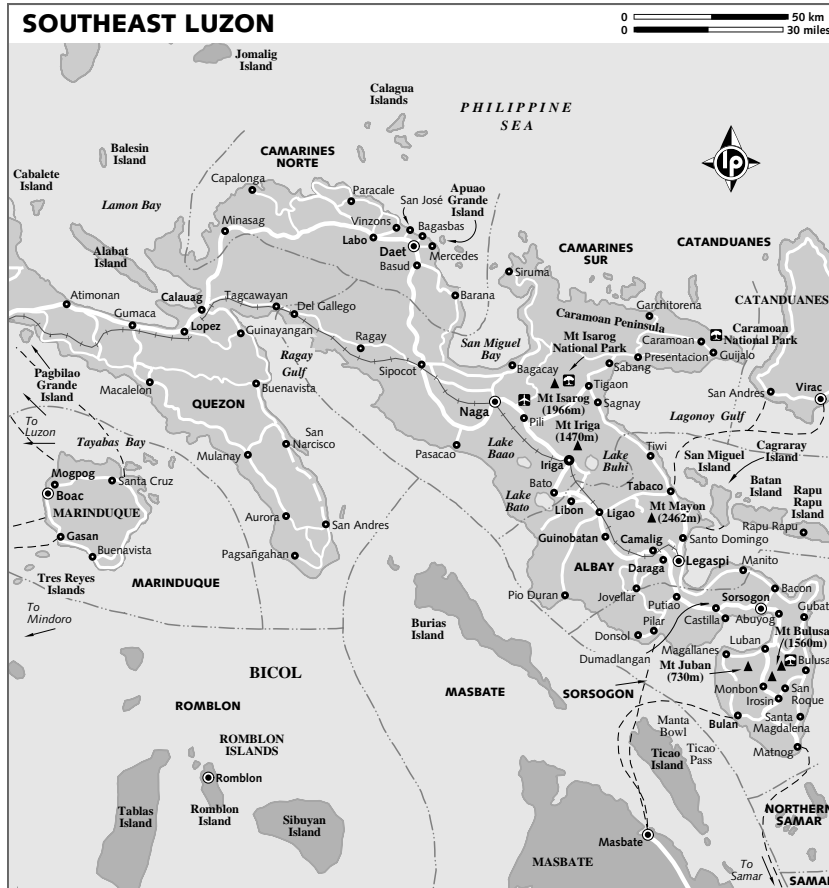 SOUTHEAST LUZON
0 50 km
0 30 miles
Jomalig
Island
Calagua
Islands
PHILIPPINE
SEA
lp
Balesin
Island
CAMARINES
NORTE
Cabalete
Island
Capalonga
Paracale
San José
Apuao
Grande
Island
Lamon Bay
Vinzons
Bagasbas
Minasag
Labo
Daet
Mercedes
CAMARINES
SUR
CATANDUANES
Alabat
Island
Basud
Siruma
Atimonan
Calauag
Tagcawayan
Del Gallego
Barana
Garchitorena
CATANDUANES
Gumaca
Lopez
Guinayangan
Caramoan Peninsula
Caramoan
Caramoan
National Park
Ragay
Gulf
Ragay
San Miguel
Bay
Mt Isarog
National Park
Presentacion
Guijalo
Pagbilao
Grande
Island
Sipocot
Bagacay
Sabang
Macalelon
Buenavista
Tigaon
San Andres
Virac
QUEZON
Naga
Mt Isarog
(1966m)
Sagnay
Lagonoy Gulf
To
Luzon
Tayabas Bay
San
Narcisco
Pili
Mt Iriga
(1470m)
Mulanay
Pasacao
Lake
Baao
Tiwi
San Miguel
Island
Cagraray
Island
Mogpog
Santa Cruz
Iriga
Lake
Buhi
Batan
Island
Boac
Bato
Tabaco
Rapu
Rapu
Island
MARINDUQUE
Aurora
San Andres
Lake
Bato
Libon
Ligao
Mt Mayon
(2462m)
Rapu Rapu
Gasan
Guinobatan
Camalig
Santo Domingo
Buenavista
Pagsañgahan
ALBAY
Daraga
Legaspi
Manito
Tres Reyes
Islands
MARINDUQUE
Bacon
Pio Duran
Jovellar
Putiao
Sorsogon
Gubat
To
Mindoro
Burias
Island
Castilla
Abuyog
Pilar
Mt Bulusan
(1560m)
Donsol
Luban
Dumadlangan
Magallanes
Bulusan
BICOL
Mt Juban
(730m)
MASBATE
SORSOGON
Monbon
San
Roque
Irosin
ROMBLON
Bulan
Santa
Magdalena
Manta
Bowl
ROMBLON
ISLANDS
Ticao
Island
Ticao
Pass
Matnog
Romblon
Tablas
Island
Romblon
Island
Sibuyan
Island
NORTHERN
SAMAR
Masbate
MASBATE
To
Samar
SAMAR